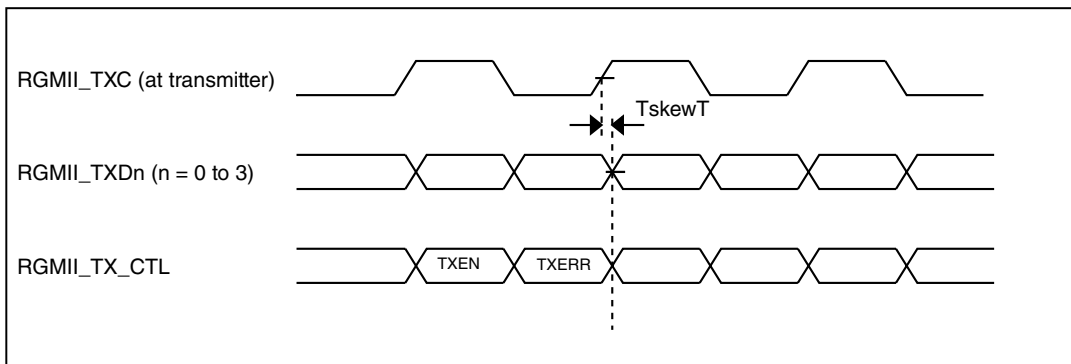 RGMII_TXC (at transmitter)
TskewT
RGMII_TXDn (n = 0 to 3)
RGMII_TX_CTL
TXEN
TXERR